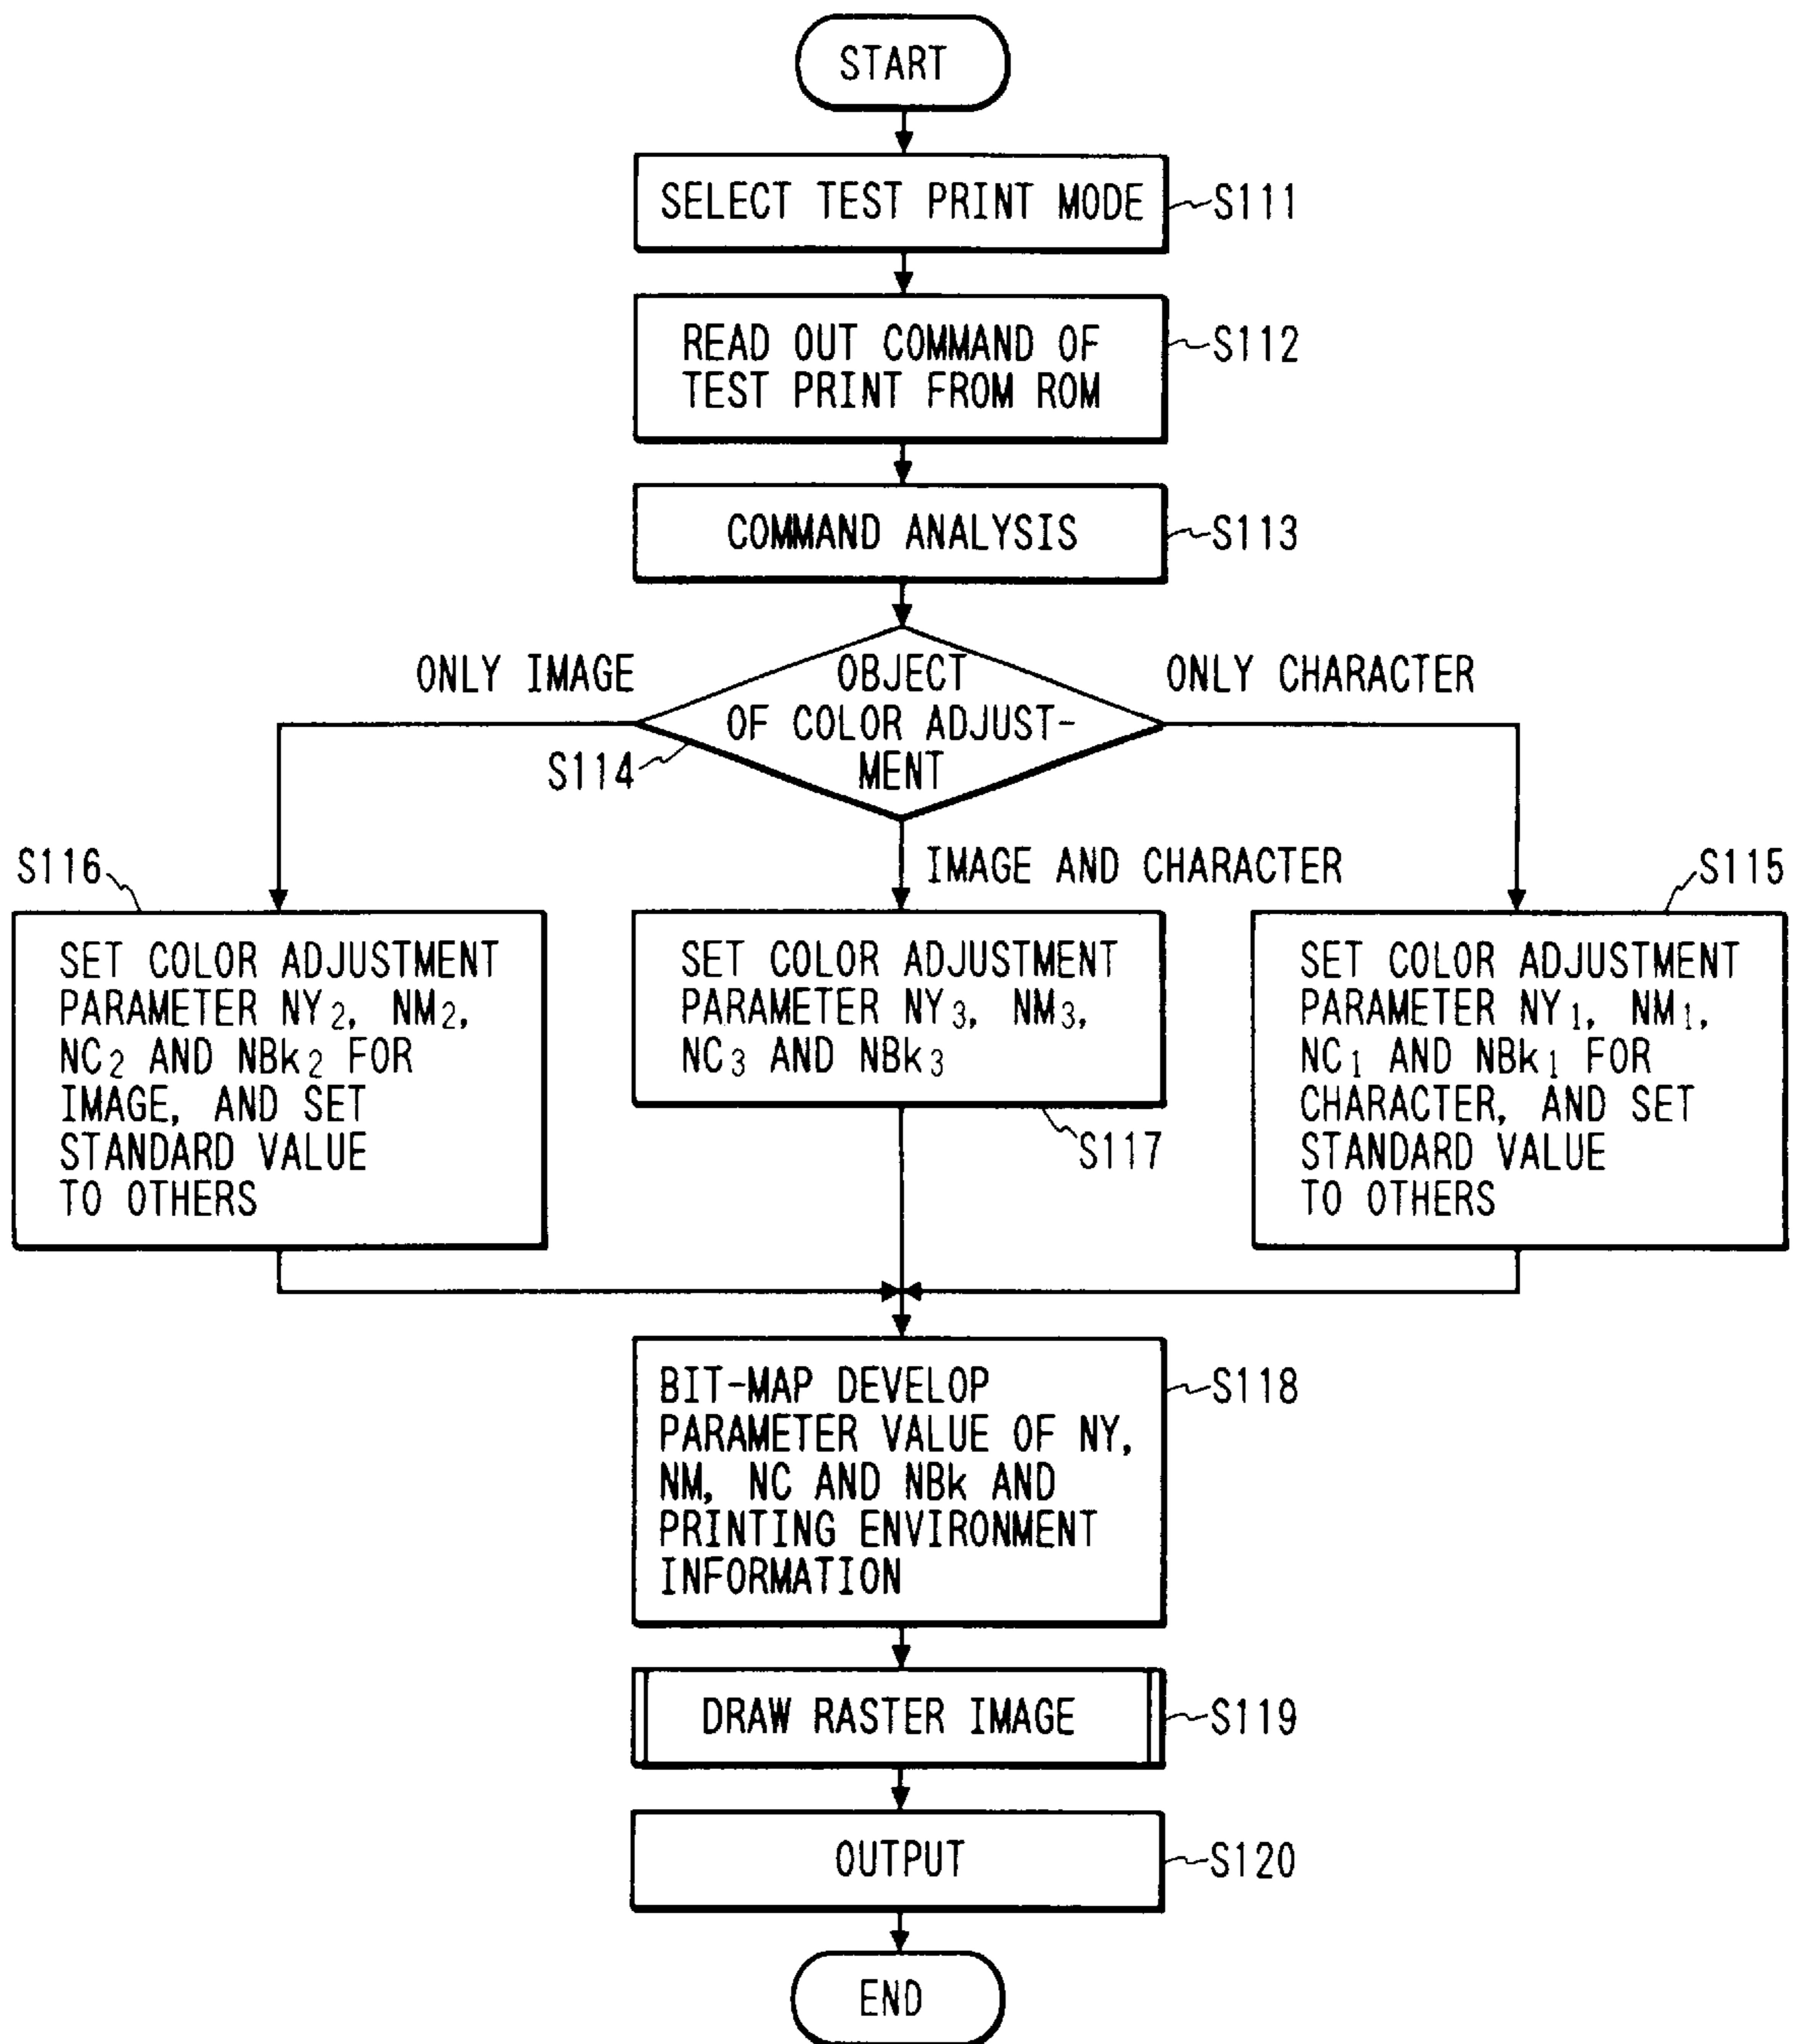 START
SELECT TEST PRINT MODE
S111
READ OUT COMMAND OF
TEST PRINT FROM ROM
S112
COMMAND ANALYSIS
S113
ONLY IMAGE
OBJECT
OF COLOR ADJUST-
MENT
ONLY CHARACTER
S114
IMAGE AND CHARACTER
S116
SET COLOR ADJUSTMENT
PARAMETER NY₂, NM₂,
NC₂ AND NBk₂ FOR
IMAGE, AND SET
STANDARD VALUE
TO OTHERS
SET COLOR ADJUSTMENT
PARAMETER NY₃, NM₃,
NC₃ AND NBk₃
S117
S115
SET COLOR ADJUSTMENT
PARAMETER NY₁, NM₁,
NC₁ AND NBk₁ FOR
CHARACTER, AND SET
STANDARD VALUE
TO OTHERS
BIT-MAP DEVELOP
PARAMETER VALUE OF NY,
NM, NC AND NBk AND
PRINTING ENVIRONMENT
INFORMATION
S118
DRAW RASTER IMAGE
S119
OUTPUT
S120
END